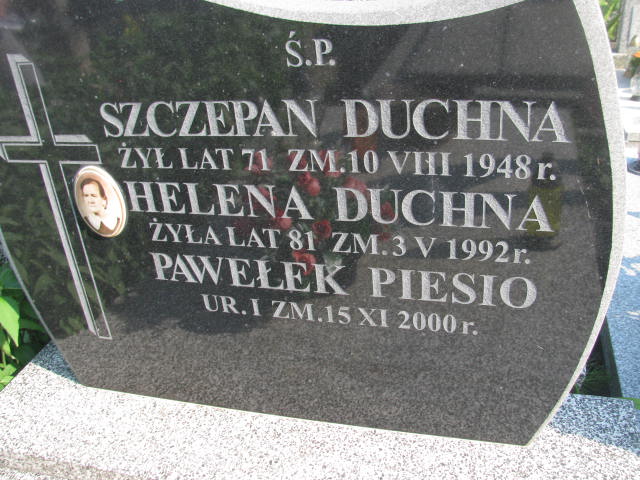 Ś.P.
SZCZEPAN DUCHNA
ŻYŁ LAT 71 ZM.10 VIII 1948 r.
HELENA DUCHNA
ŻYŁA LAT 81 ZM.3 V 1992 r.
PAWEŁEK PIESIO
UR. I ZM.15 XI 2000 r.